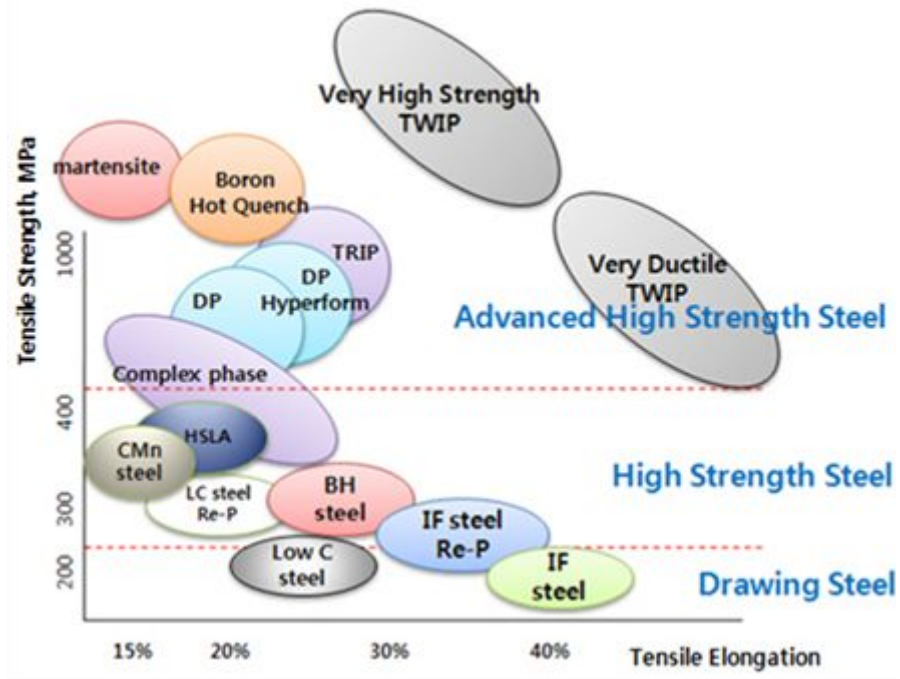 Very High Strength
TWIP
martensite
Boron
Hot Quench
Tensile Strength, MPa
1000
TRIP
DP
Hyperform
DP
Very Ductile
TWIP
Advanced High Strength Steel
Complex phase
400
HSLA
CMn
steel
High Strength Steel
LC steel
Re-P
BH
steel
300
IF steel
Re-P
Low C
steel
IF
steel
200
Drawing Steel
15%
20%
30%
40%
Tensile Elongation